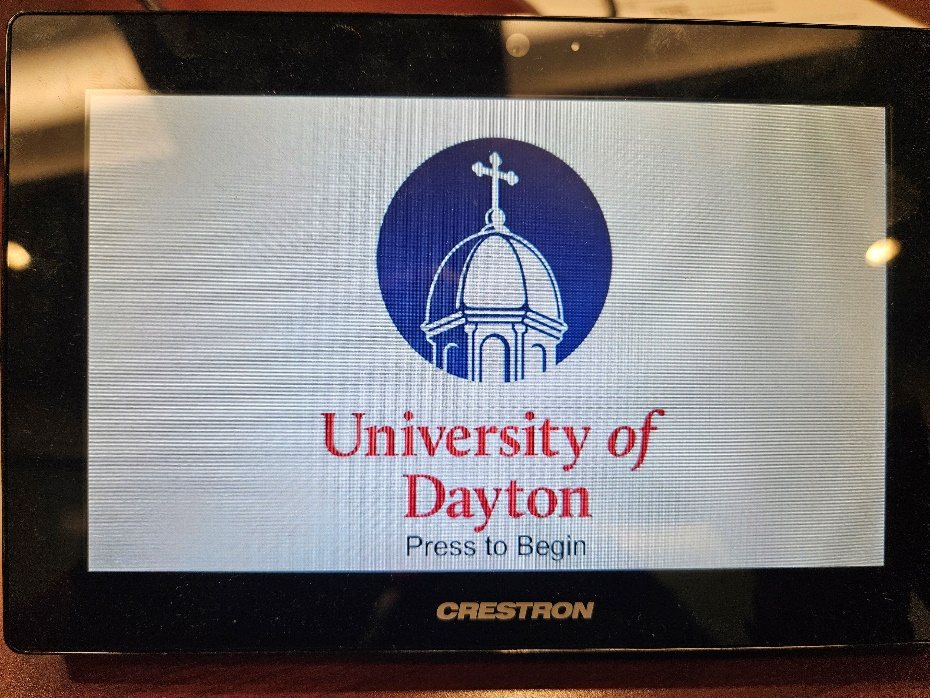 University of
Dayton
Press to Begin
CRESTRON